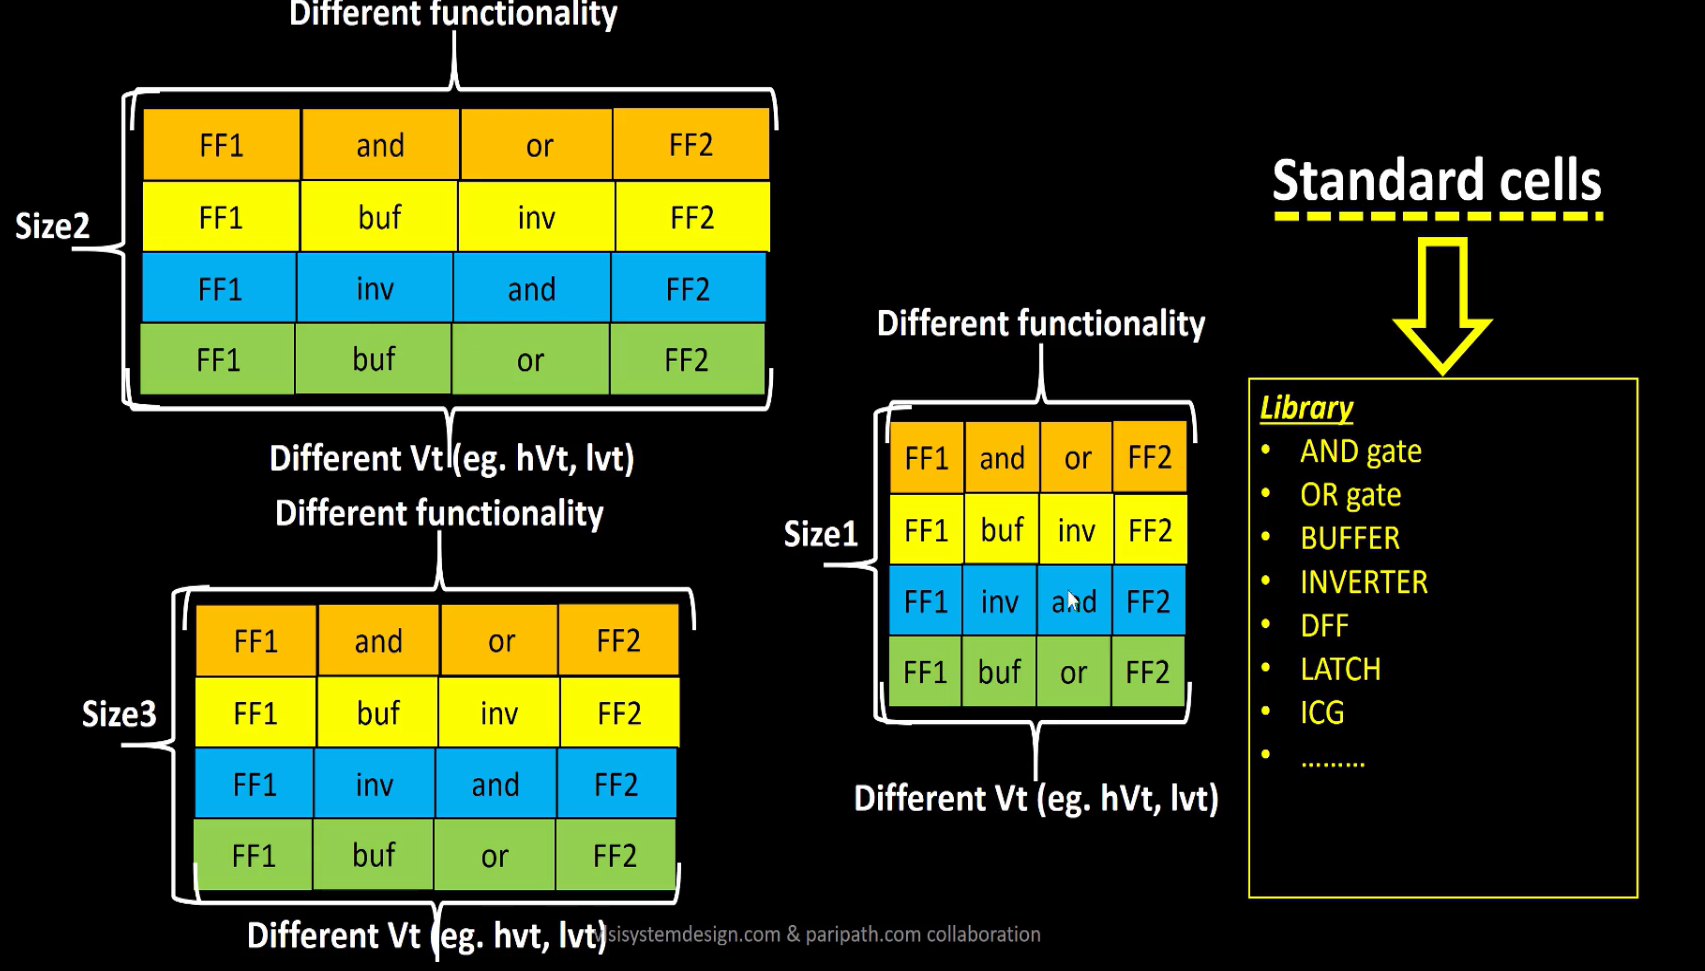 Different functionality
FF1 and or FF2
FF1 buf inv FF2
Size2
FF1 inv and FF2
FF1 buf or FF2
Different Vt (eg. hVt, lvt)
Different functionality
FF1 and or FF2
FF1 buf inv FF2
Size3
FF1 inv and FF2
FF1 buf or FF2
Different Vt (eg. hvt, lvt)
Different functionality
FF1 and or FF2
Size1
FF1 buf inv FF2
FF1 inv and FF2
FF1 buf or FF2
Different Vt (eg. hVt, lvt)
Standard cells
Library
• AND gate
• OR gate
• BUFFER
• INVERTER
• DFF
• LATCH
• ICG
• .........
vlsisystemdesign.com & paripath.com collaboration